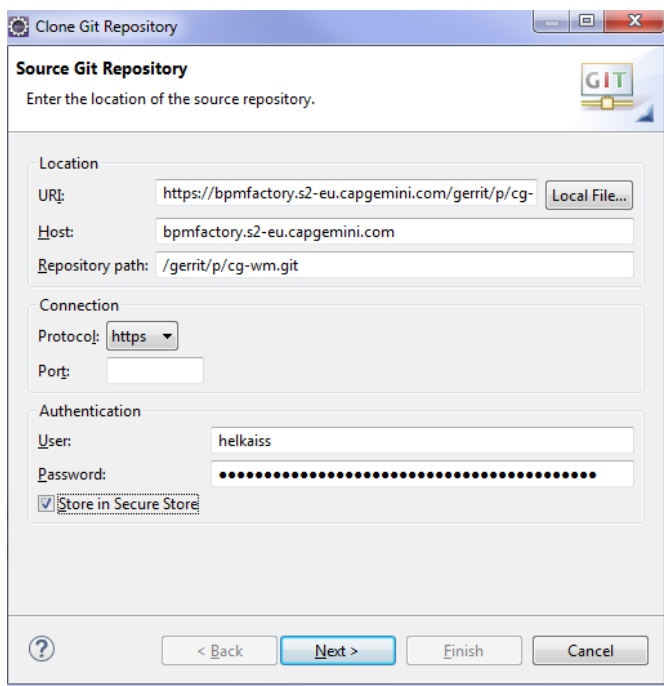 Clone Git Repository
Source Git Repository
Enter the location of the source repository.
GIT
Location
URI: https://bpmfactory.s2-eu.capgemini.com/gerrit/p/cg- Local File...
Host: bpmfactory.s2-eu.capgemini.com
Repository path: /gerrit/p/cg-wm.git
Connection
Protocol: https
Port:
Authentication
User: helkaiss
Password: ●●●●●●●●●●●●●●●●●●●●●●●●●●●●●●●●●●●●●●●●●●
Store in Secure Store
? < Back Next > Finish Cancel